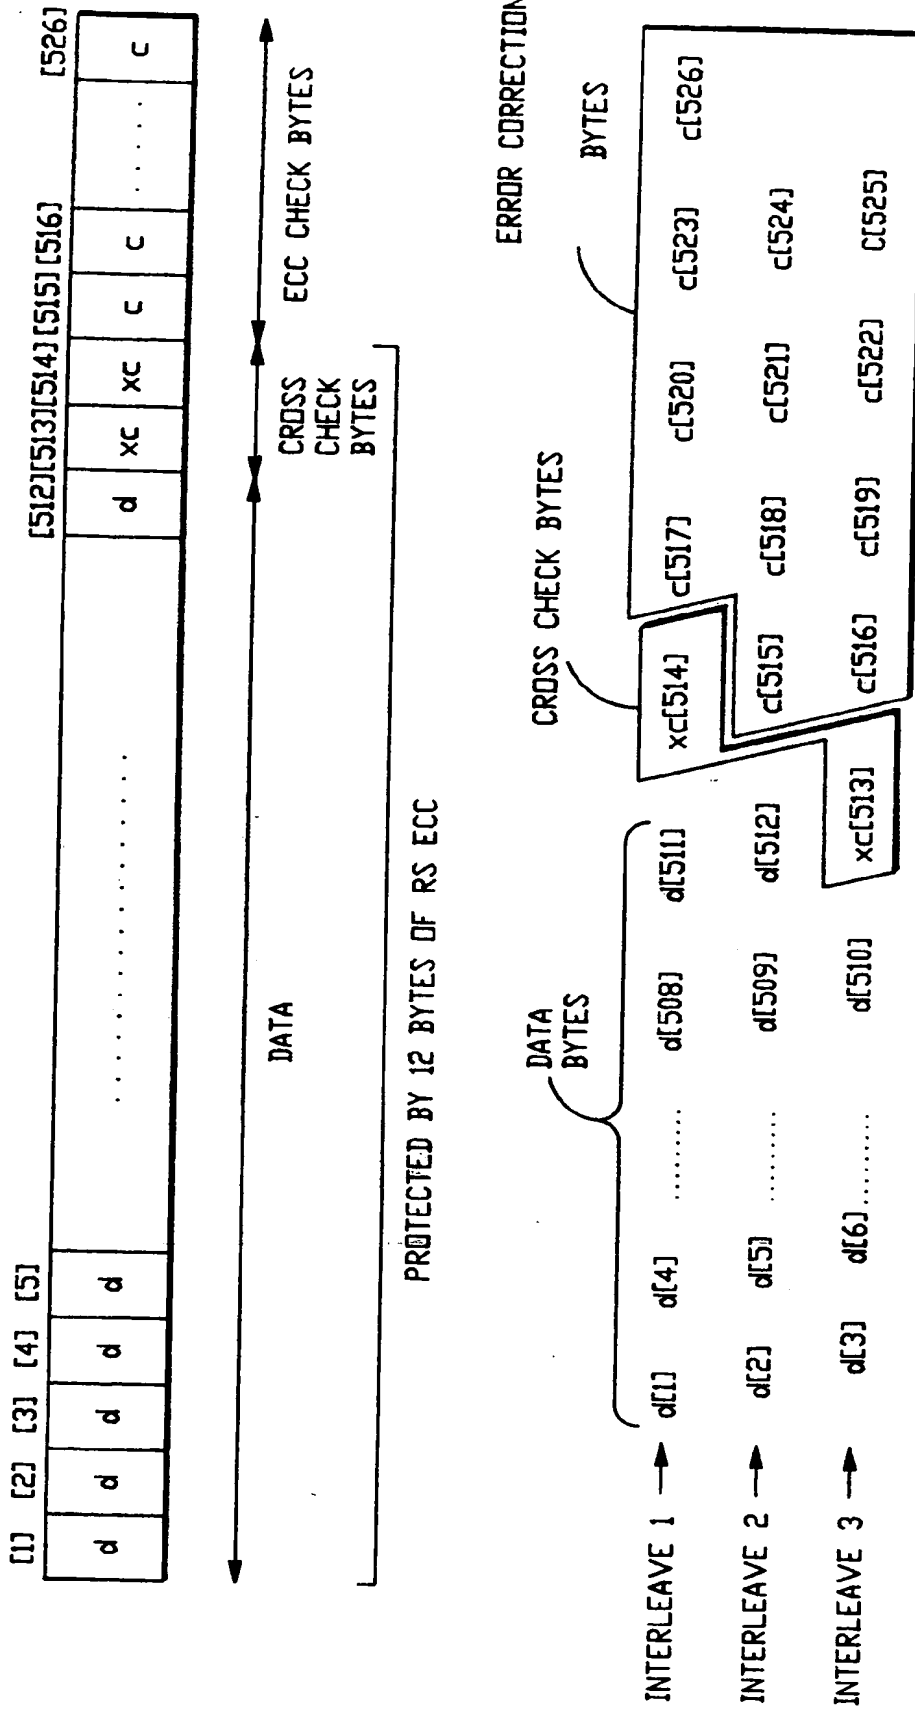 [1] [2] [3] [4] [5] [512][513][514][515][516] [526]
d d d d d ............... d xc xc c c ..... c
DATA
CROSS
CHECK
BYTES
ECC CHECK BYTES
PROTECTED BY 12 BYTES OF RS ECC
DATA
BYTES
CROSS CHECK BYTES
ERROR CORRECTION
BYTES
INTERLEAVE 1 d[1] d[4] ........ d[508] d[511] xc[514] c[517] c[520] c[523] c[526]
INTERLEAVE 2 d[2] d[5] ........ d[509] d[512] c[515] c[518] c[521] c[524]
INTERLEAVE 3 d[3] d[6] ........ d[510] xc[513] c[516] c[519] c[522] C[525]